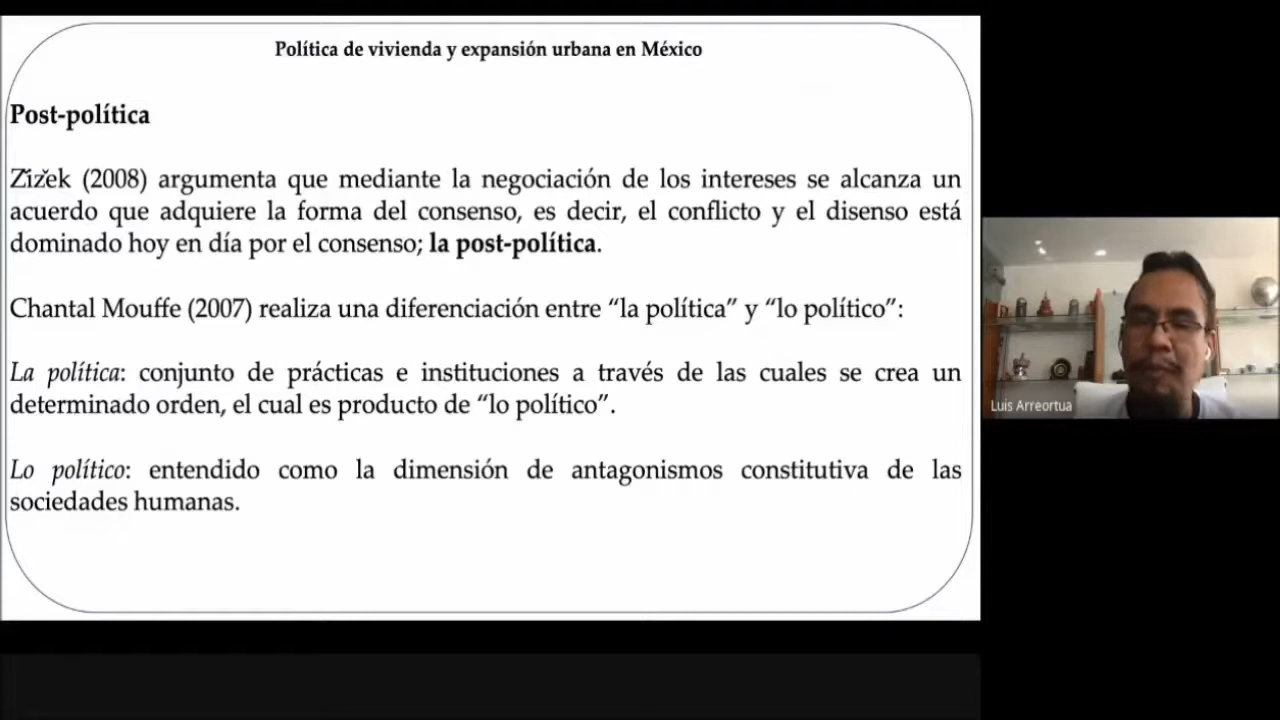 Política de vivienda y expansión urbana en México
Post-política
Žižek (2008) argumenta que mediante la negociación de los intereses se alcanza un
acuerdo que adquiere la forma del consenso, es decir, el conflicto y el disenso está
dominado hoy en día por el consenso; la post-política.
Chantal Mouffe (2007) realiza una diferenciación entre “la política” y “lo político”:
La política: conjunto de prácticas e instituciones a través de las cuales se crea un
determinado orden, el cual es producto de “lo político”.
Lo político: entendido como la dimensión de antagonismos constitutiva de las
sociedades humanas.
Luis Arreortua